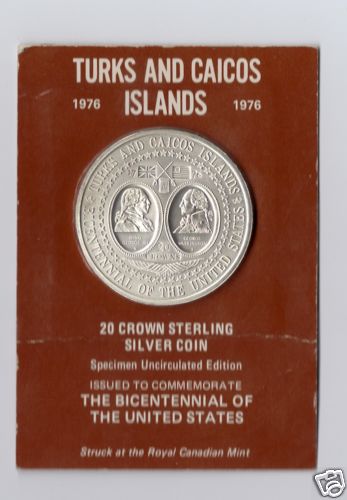 TURKS AND CAICOS
1976 ISLANDS 1976
TURKS AND CAICOS ISLANDS
BICENTENNIAL OF THE UNITED STATES
20
CROWNS
20 CROWN STERLING
SILVER COIN
Specimen Uncirculated Edition
ISSUED TO COMMEMORATE
THE BICENTENNIAL OF
THE UNITED STATES
Struck at the Royal Canadian Mint